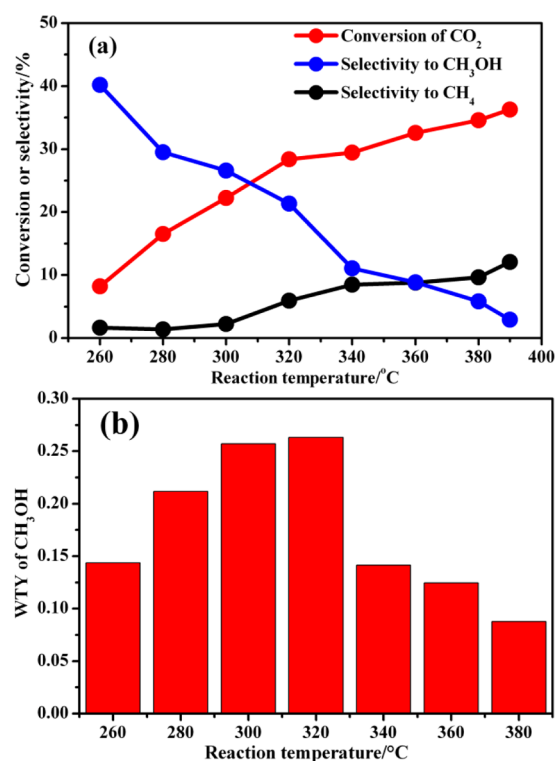 (a)
Conversion of CO₂
Selectivity to CH₃OH
Selectivity to CH₄
Conversion or selectivity/%
50
40
30
20
10
0
260 280 300 320 340 360 380 400
Reaction temperature/°C
(b)
WTY of CH₃OH
0.30
0.25
0.20
0.15
0.10
0.05
0.00
260 280 300 320 340 360 380
Reaction temperature/°C